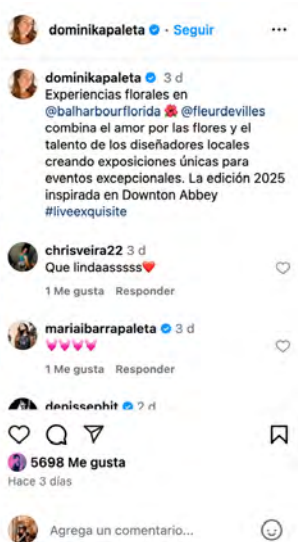 dominikapaleta · Seguir
dominikapaleta 3 d
Experiencias florales en
@balharbourflorida 🌺 @fleurdevilles
combina el amor por las flores y el
talento de los diseñadores locales
creando exposiciones únicas para
eventos excepcionales. La edición 2025
inspirada en Downton Abbey
#liveexquisite
chrisveira22 3 d
Que lindaasssss❤️
1 Me gusta Responder
mariaibarrapaleta 3 d
💓💓💓💓
1 Me gusta Responder
denissephit 2 d
5698 Me gusta
Hace 3 días
Agrega un comentario...